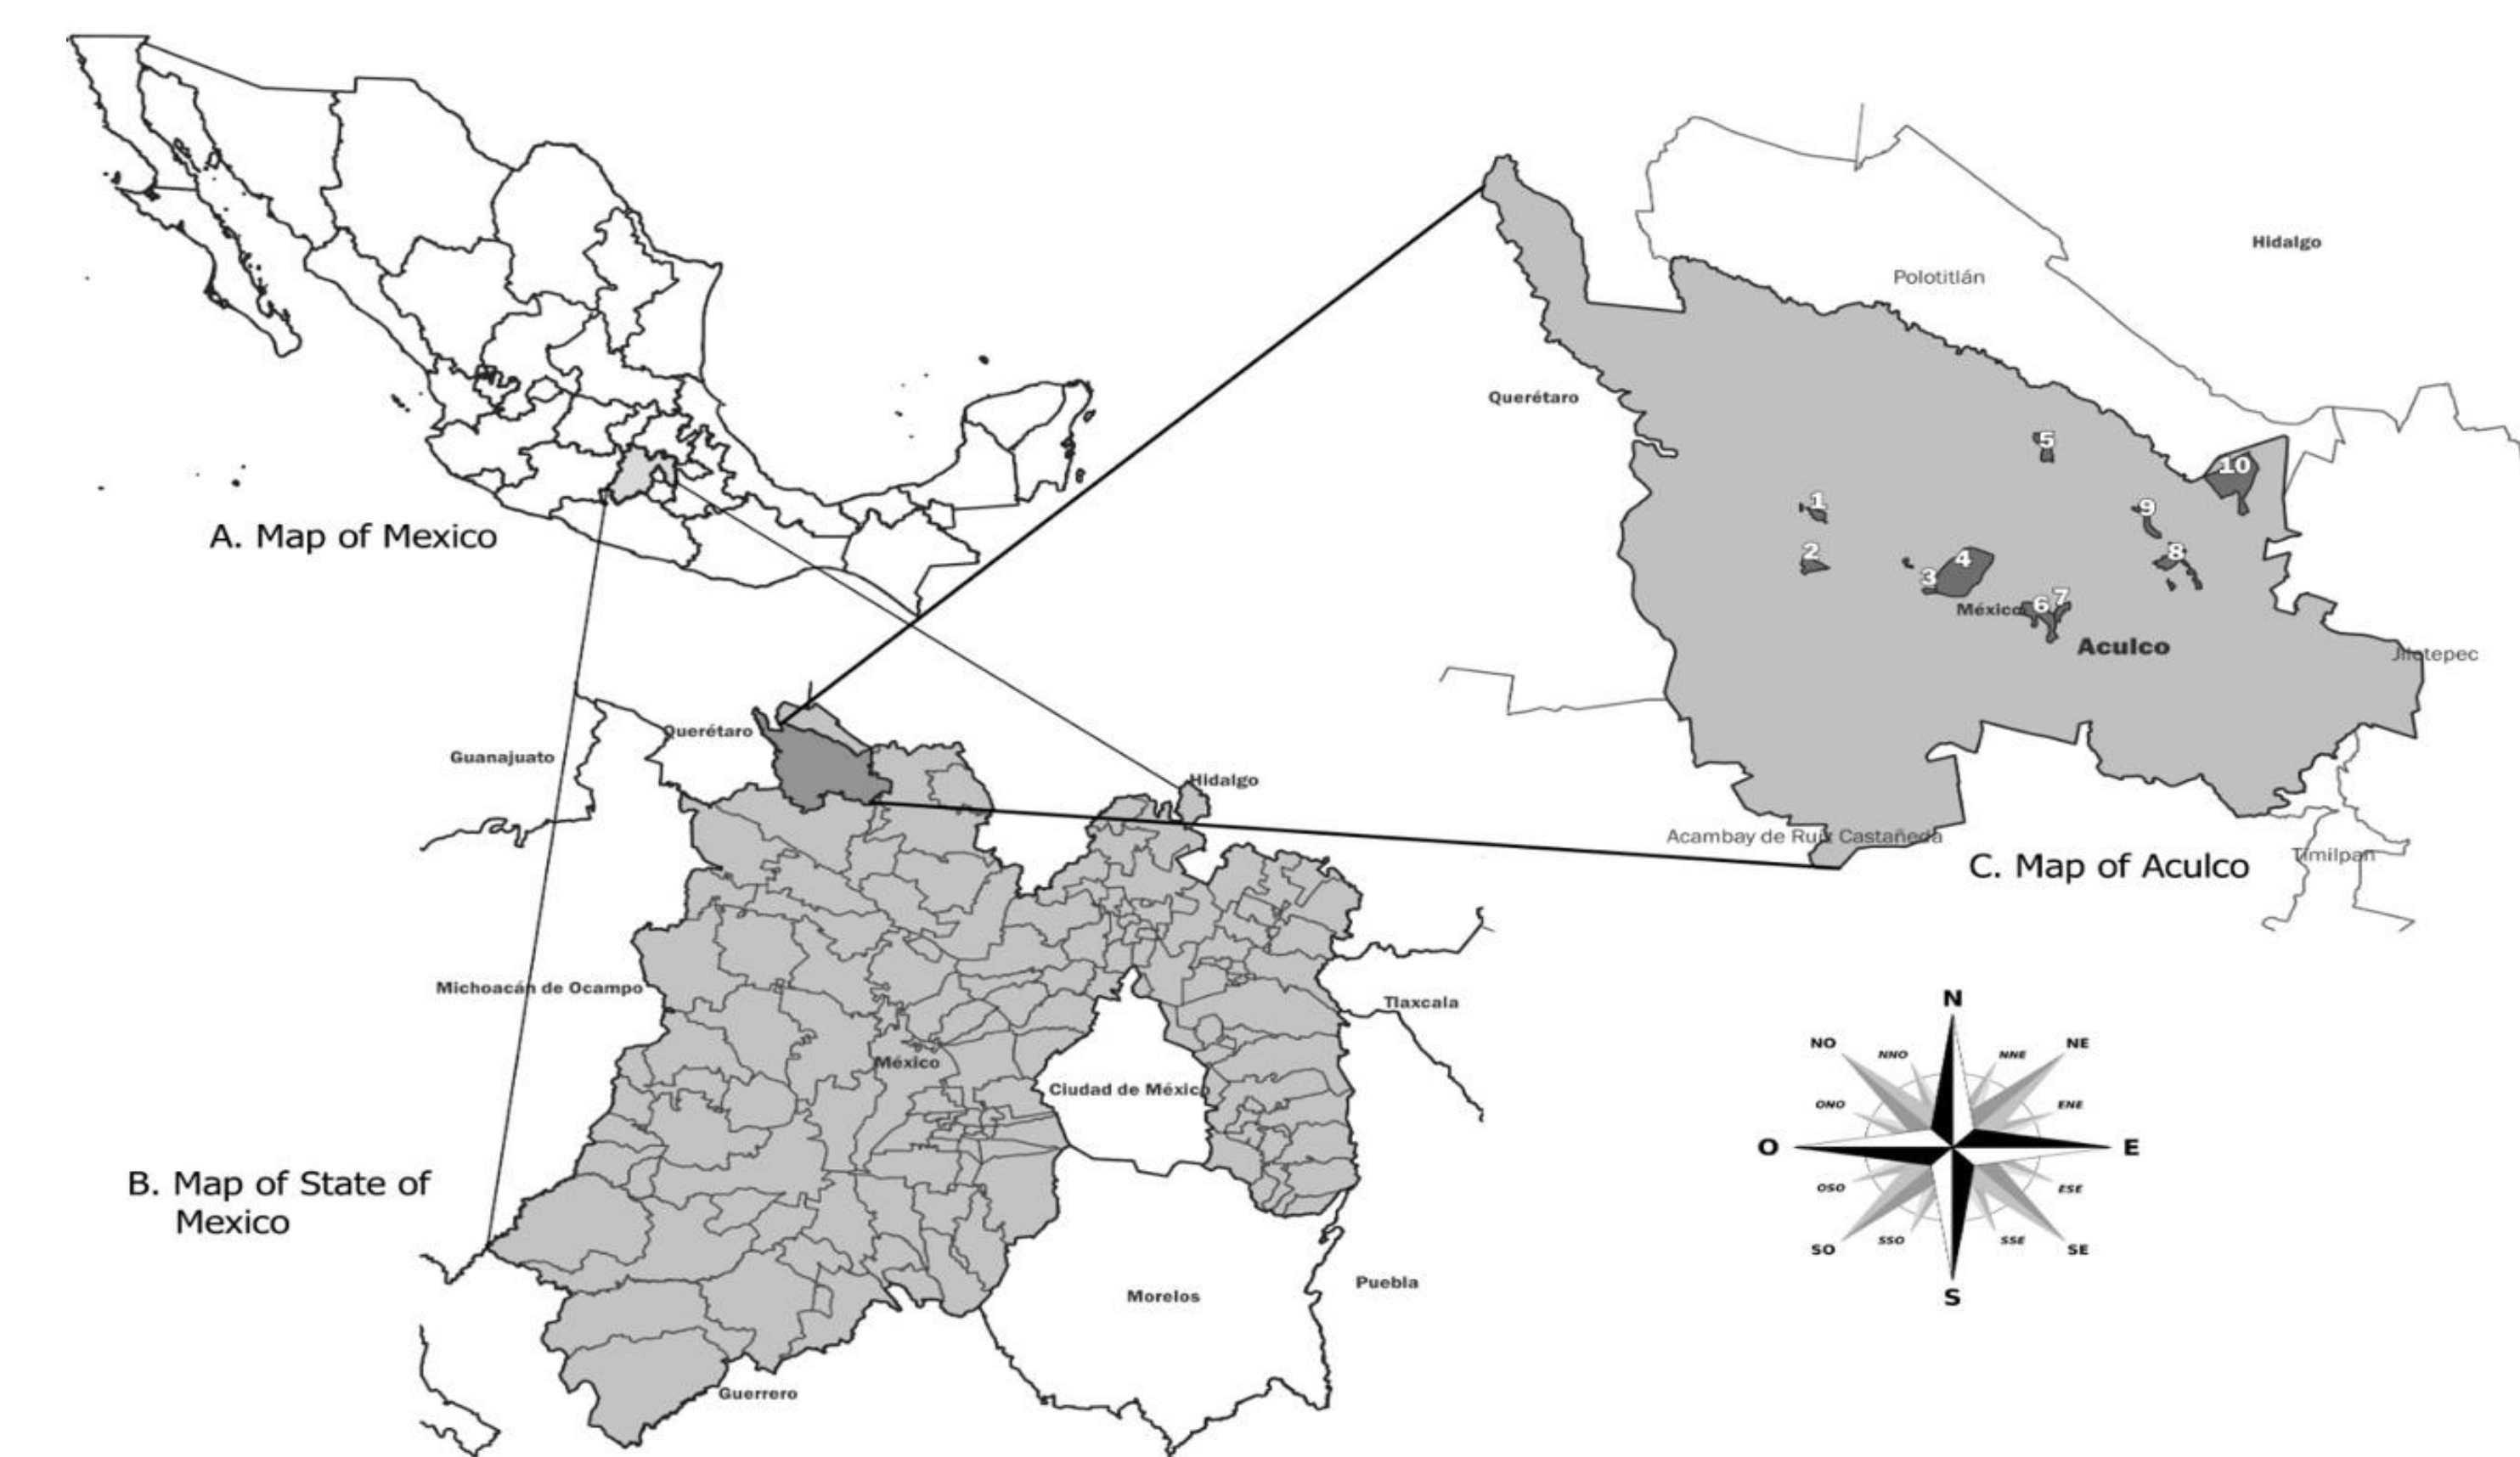 A. Map of Mexico
Hidalgo
Polotitlán
Querétaro
5
10
1
9
2
4
8
3
6
7
México
Aculco
Jilotepec
Acambay de Ruíz Castañeda
Timilpan
C. Map of Aculco
Querétaro
Guanajuato
Hidalgo
Michoacán de Ocampo
Tlaxcala
México
Ciudad de México
B. Map of State of
Mexico
Morelos
Puebla
Guerrero
N
NO
NNO
NNE
NE
ONO
ENE
O
E
OSO
ESE
SO
SSO
SSE
SE
S